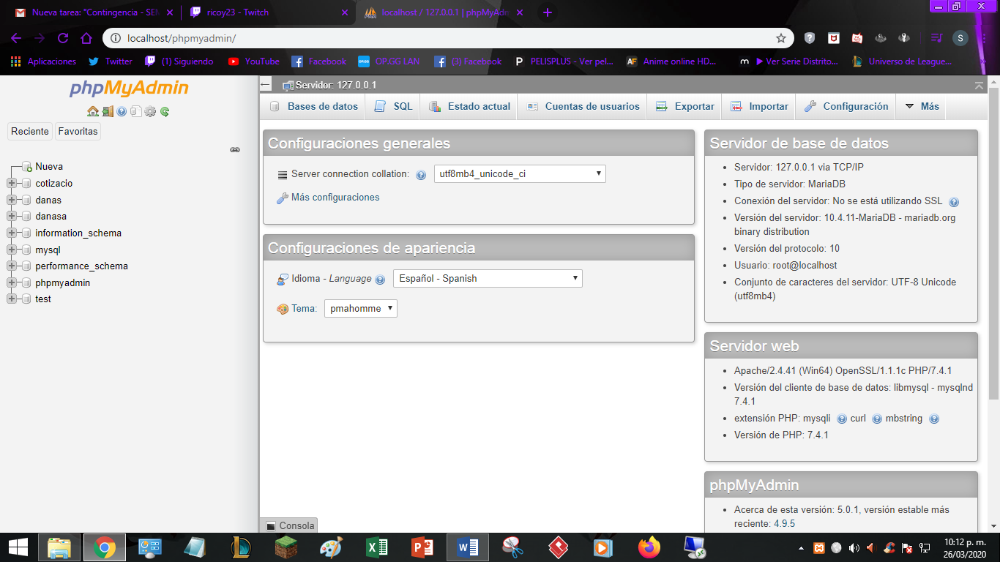 Nueva tarea: "Contingencia - SEM
ricoy23 - Twitch
localhost / 127.0.0.1 | phpMyAdm
localhost/phpmyadmin/
S
Aplicaciones
Twitter
(1) Siguiendo
YouTube
Facebook
OP.GG LAN
(3) Facebook
PELISPLUS - Ver pel...
Anime online HD...
▶ Ver Serie Distrito...
Universo de League...
phpMyAdmin
Reciente
Favoritas
Nueva
cotizacio
danas
danasa
information_schema
mysql
performance_schema
phpmyadmin
test
Servidor: 127.0.0.1
Bases de datos
SQL
Estado actual
Cuentas de usuarios
Exportar
Importar
Configuración
Más
Configuraciones generales
Server connection collation:
utf8mb4_unicode_ci
Más configuraciones
Configuraciones de apariencia
Idioma - Language
Español - Spanish
Tema:
pmahomme
Servidor de base de datos
Servidor: 127.0.0.1 via TCP/IP
Tipo de servidor: MariaDB
Conexión del servidor: No se está utilizando SSL
Versión del servidor: 10.4.11-MariaDB - mariadb.org
binary distribution
Versión del protocolo: 10
Usuario: root@localhost
Conjunto de caracteres del servidor: UTF-8 Unicode
(utf8mb4)
Servidor web
Apache/2.4.41 (Win64) OpenSSL/1.1.1c PHP/7.4.1
Versión del cliente de base de datos: libmysql - mysqlnd
7.4.1
extensión PHP: mysqli curl mbstring
Versión de PHP: 7.4.1
phpMyAdmin
Acerca de esta versión: 5.0.1, versión estable más
reciente: 4.9.5
Consola
10:12 p. m.
26/03/2020